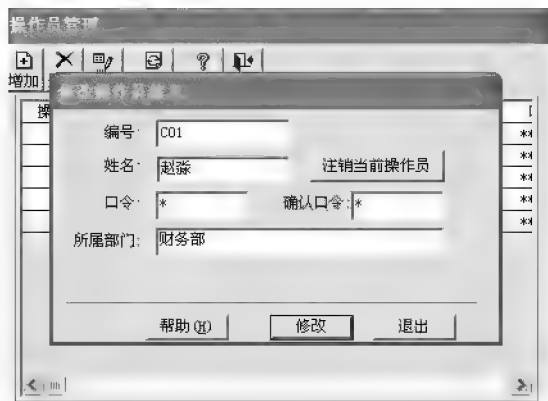 操作员管理
增加
操
编号: C01
姓名: 赵淼 注销当前操作员
口令: * 确认口令: *
所属部门: 财务部
帮助(H) 修改 退出
**
**
**
**
**